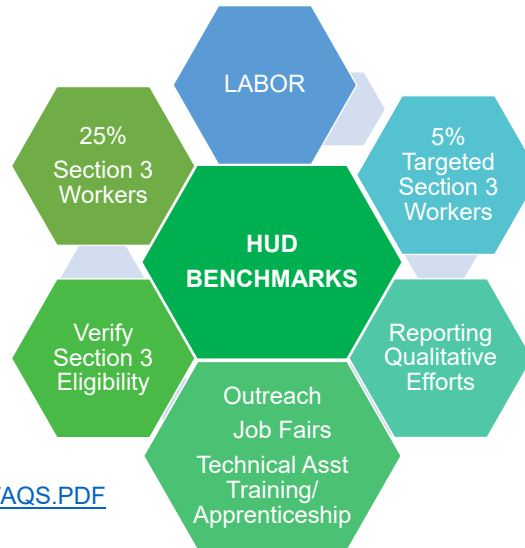 LABOR
25%
Section 3
Workers
5%
Targeted
Section 3
Workers
HUD
BENCHMARKS
Verify
Section 3
Eligibility
Reporting
Qualitative
Efforts
Outreach
Job Fairs
Technical Asst
Training/
Apprenticeship
AQS.PDF